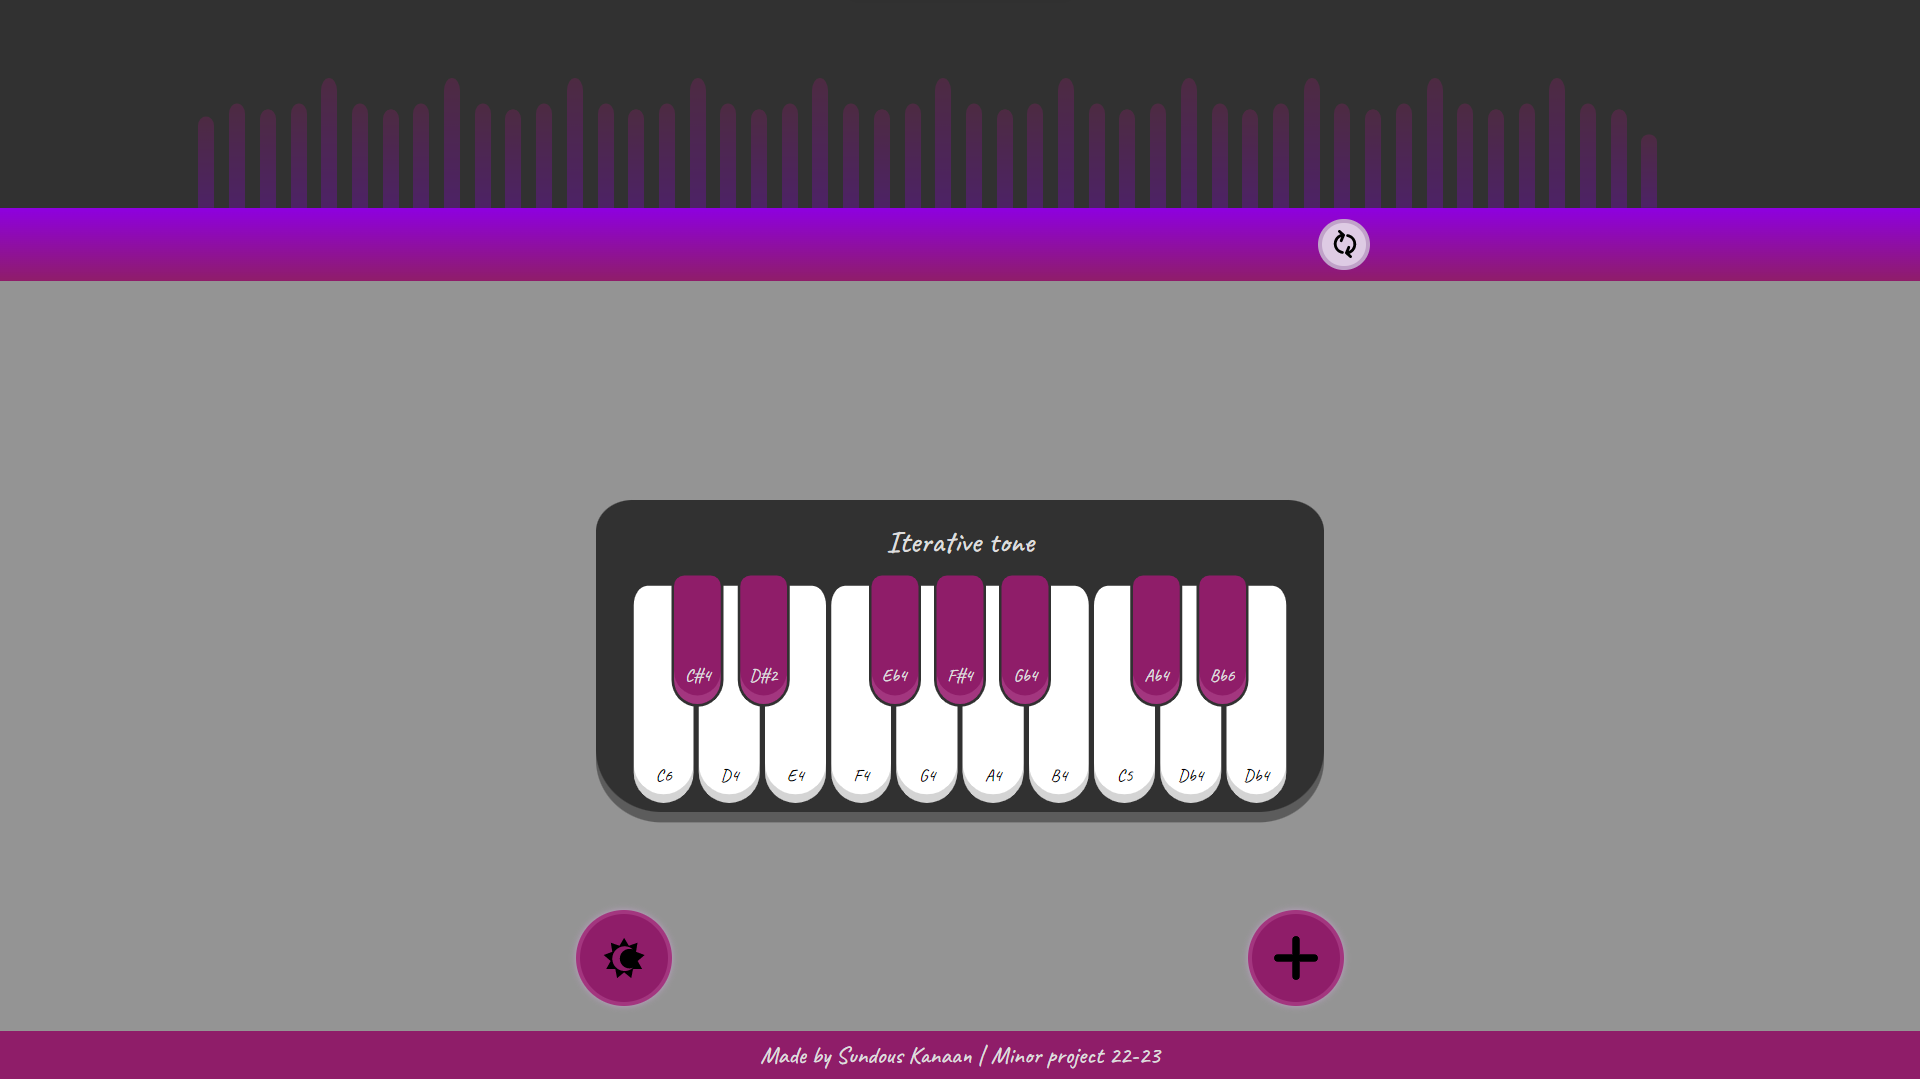 Iterative tone
C#4 D#2 Eb4 F#4 Gb4 Ab4 Bb6
C6 D4 E4 F4 G4 A4 B4 C5 Db4 Db4
Made by Sundous Kanaan | Minor project 22-23